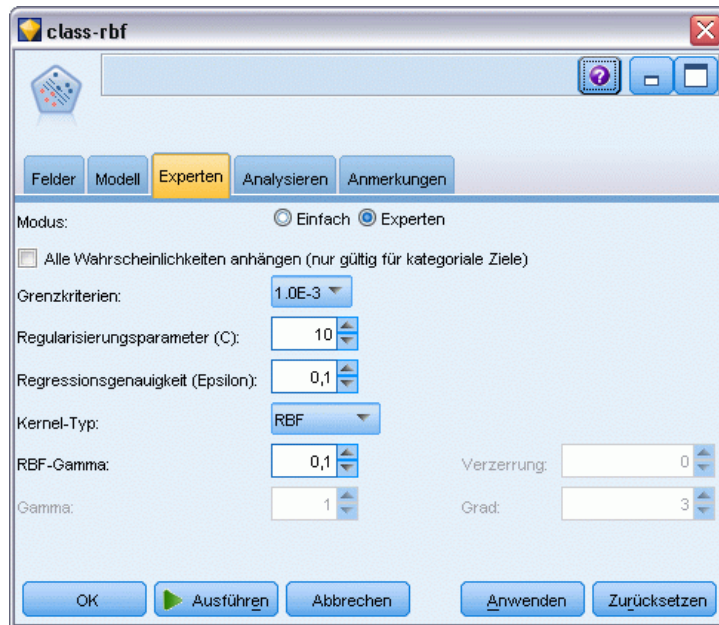 class-rbf
Felder Modell Experten Analysieren Anmerkungen
Modus: Einfach Experten
Alle Wahrscheinlichkeiten anhängen (nur gültig für kategoriale Ziele)
Grenzkriterien: 1.0E-3
Regularisierungsparameter (C): 10
Regressionsgenauigkeit (Epsilon): 0,1
Kernel-Typ: RBF
RBF-Gamma: 0,1 Verzerrung: 0
Gamma: 1 Grad: 3
OK Ausführen Abbrechen Anwenden Zurücksetzen